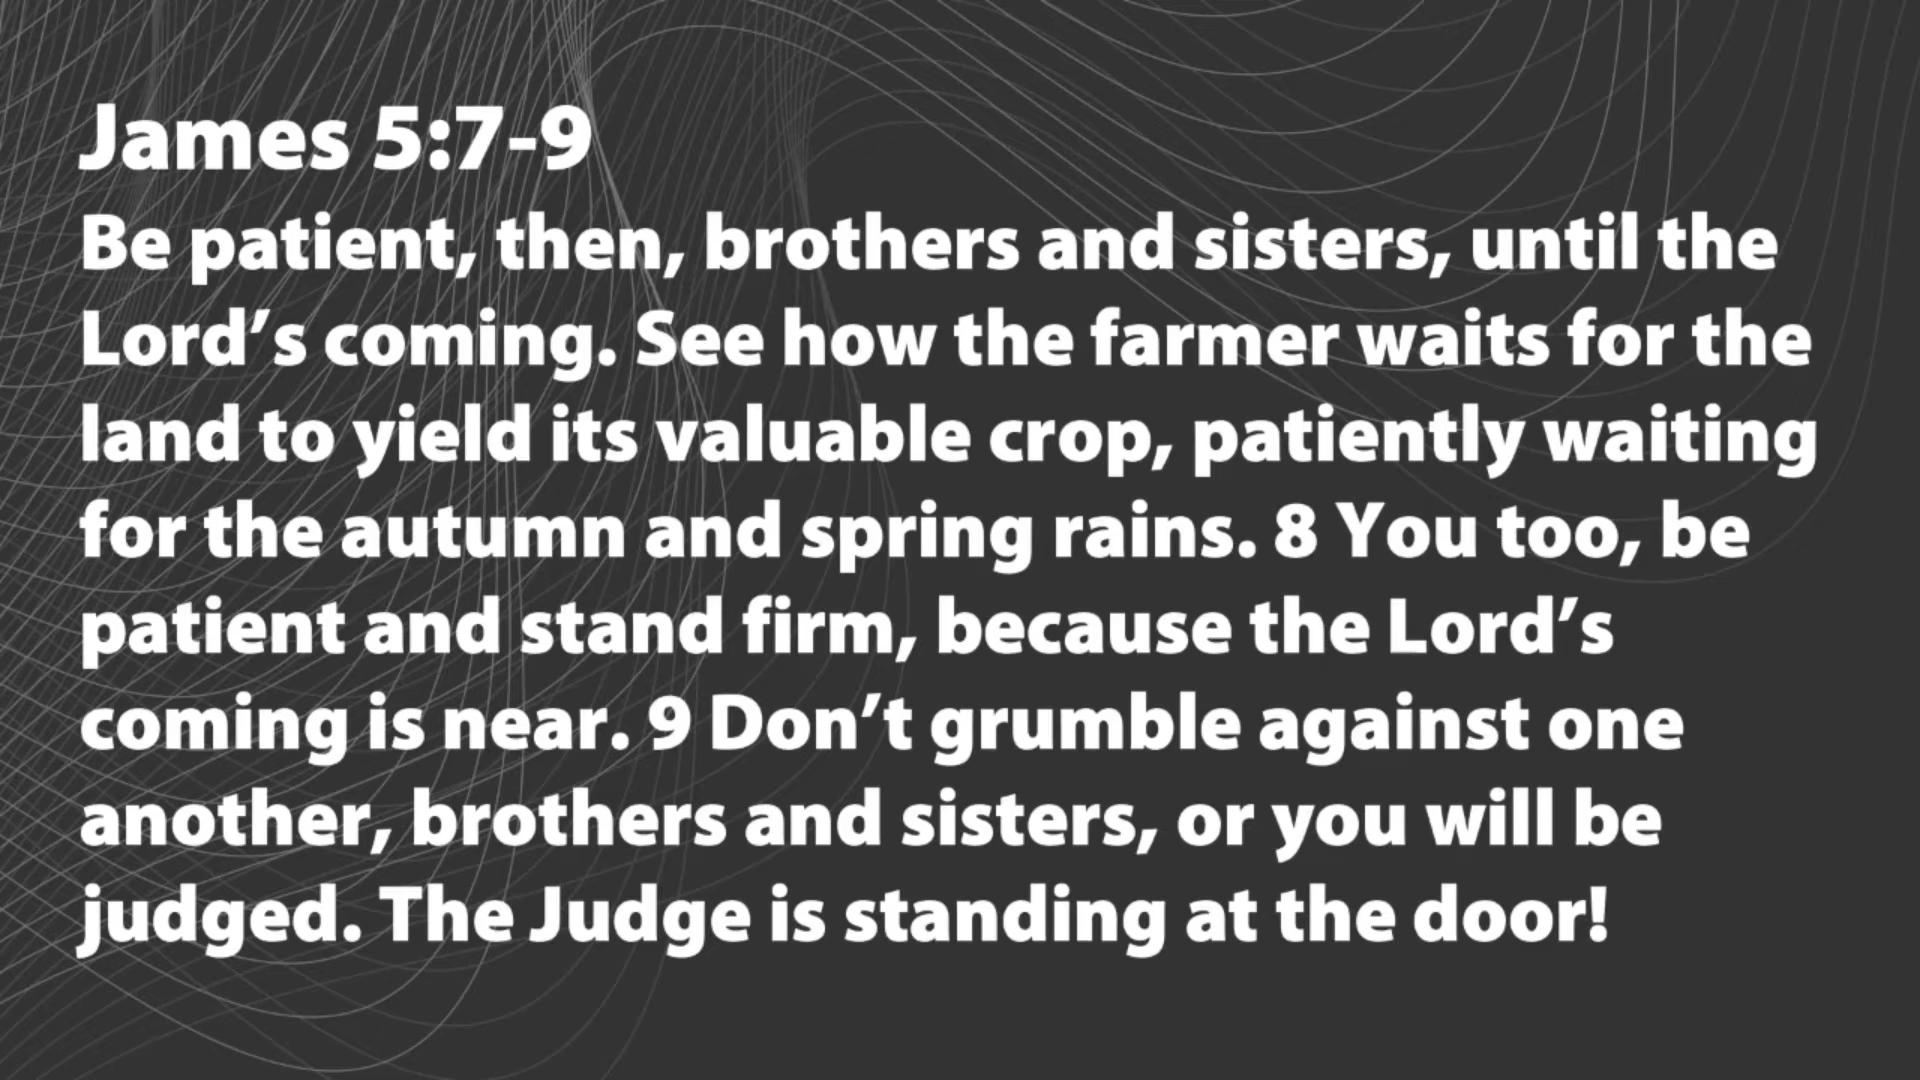 James 5:7-9
Be patient, then, brothers and sisters, until the
Lord’s coming. See how the farmer waits for the
land to yield its valuable crop, patiently waiting
for the autumn and spring rains. 8 You too, be
patient and stand firm, because the Lord’s
coming is near. 9 Don’t grumble against one
another, brothers and sisters, or you will be
judged. The Judge is standing at the door!